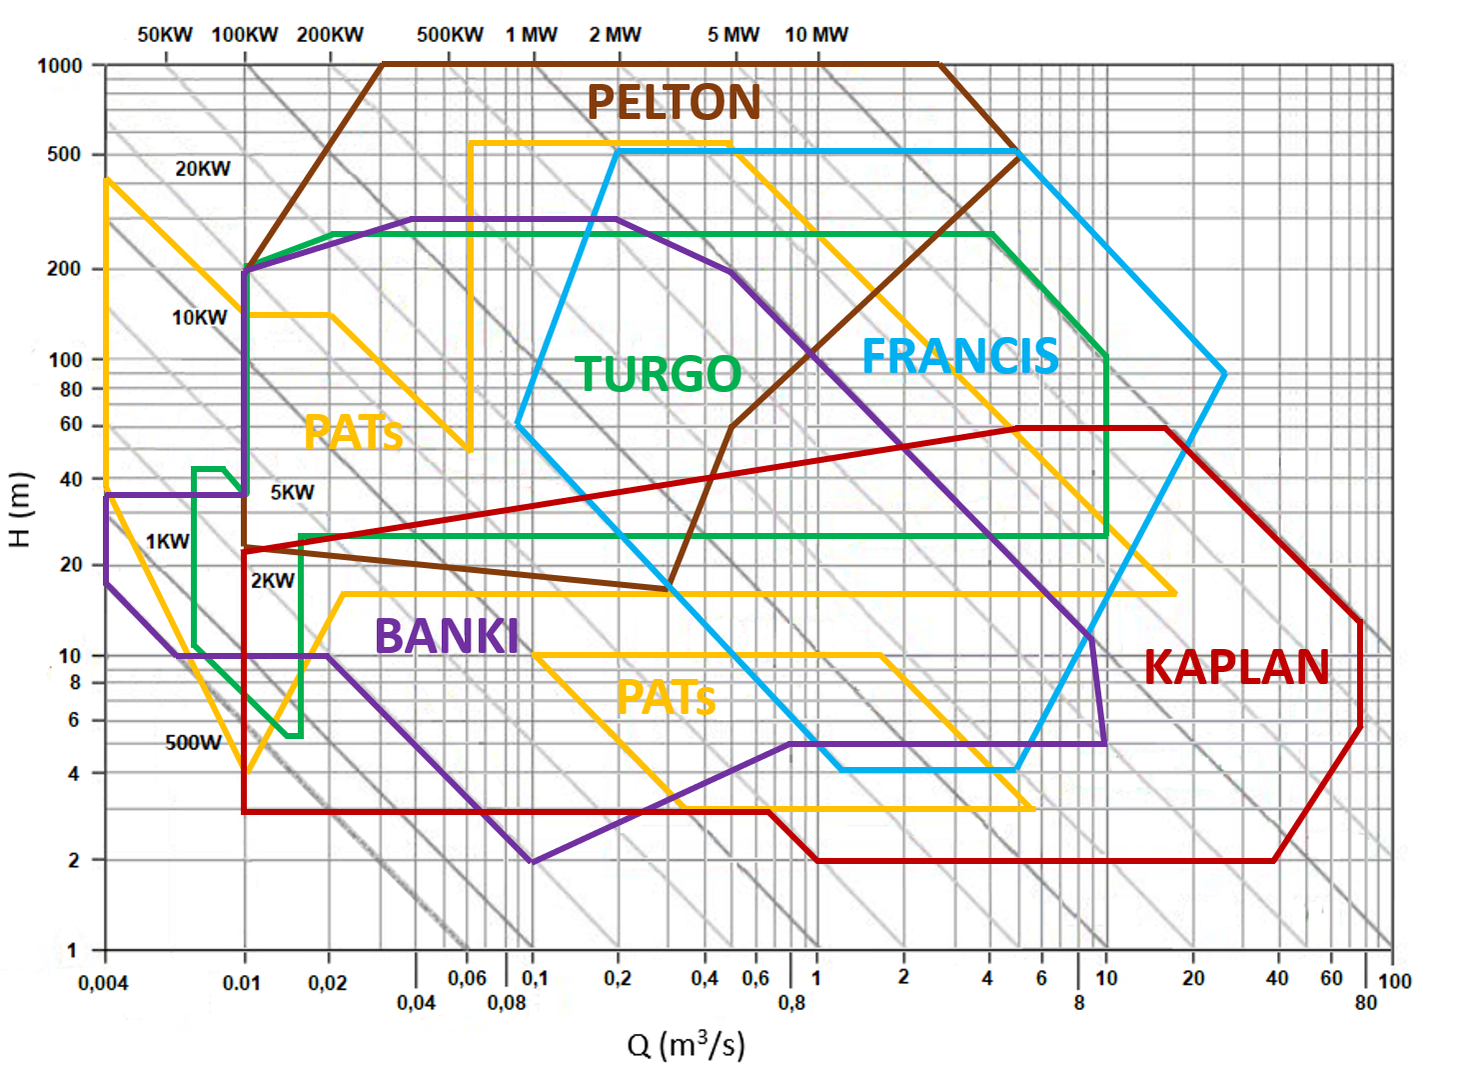 50KW 100KW 200KW 500KW 1 MW 2 MW 5 MW 10 MW
1000
PELTON
500
20KW
200
10KW
100
FRANCIS
TURGO
80
60
PATs
40
5KW
H (m)
1KW
20
2KW
BANKI
10
KAPLAN
8
PATs
6
500W
4
2
1
0,004 0.01 0,02 0,06 0,1 0,2 0,4 0,6 1 2 4 6 10 20 40 60 100
0,04 0,08 0,8 8 80
Q (m³/s)